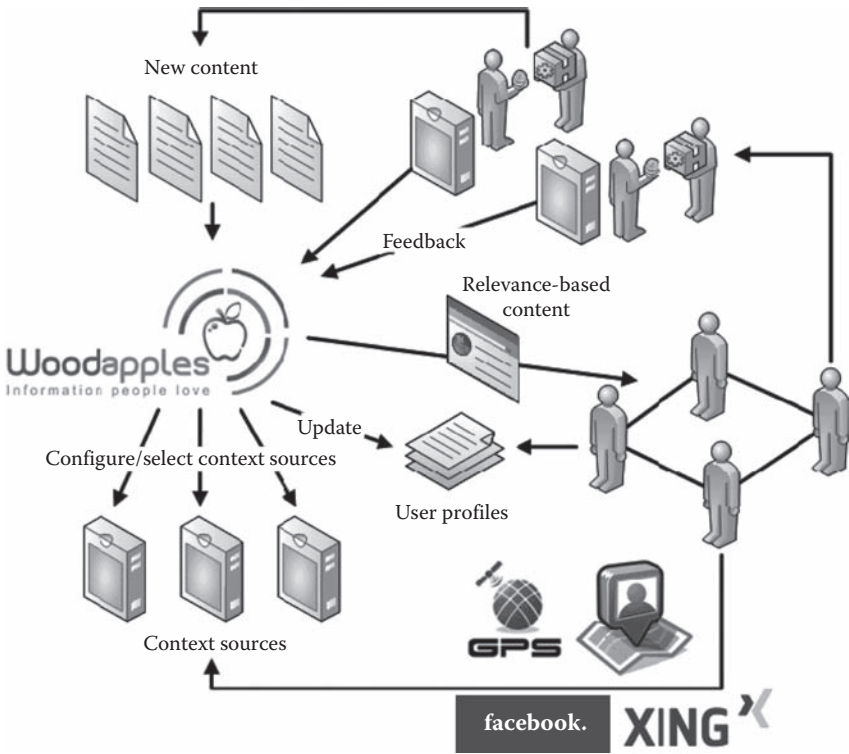 New content
Feedback
Relevance-based
content
Woodapples
Information people love
Update
Configure/select context sources
User profiles
Context sources
GPS
facebook.
XING